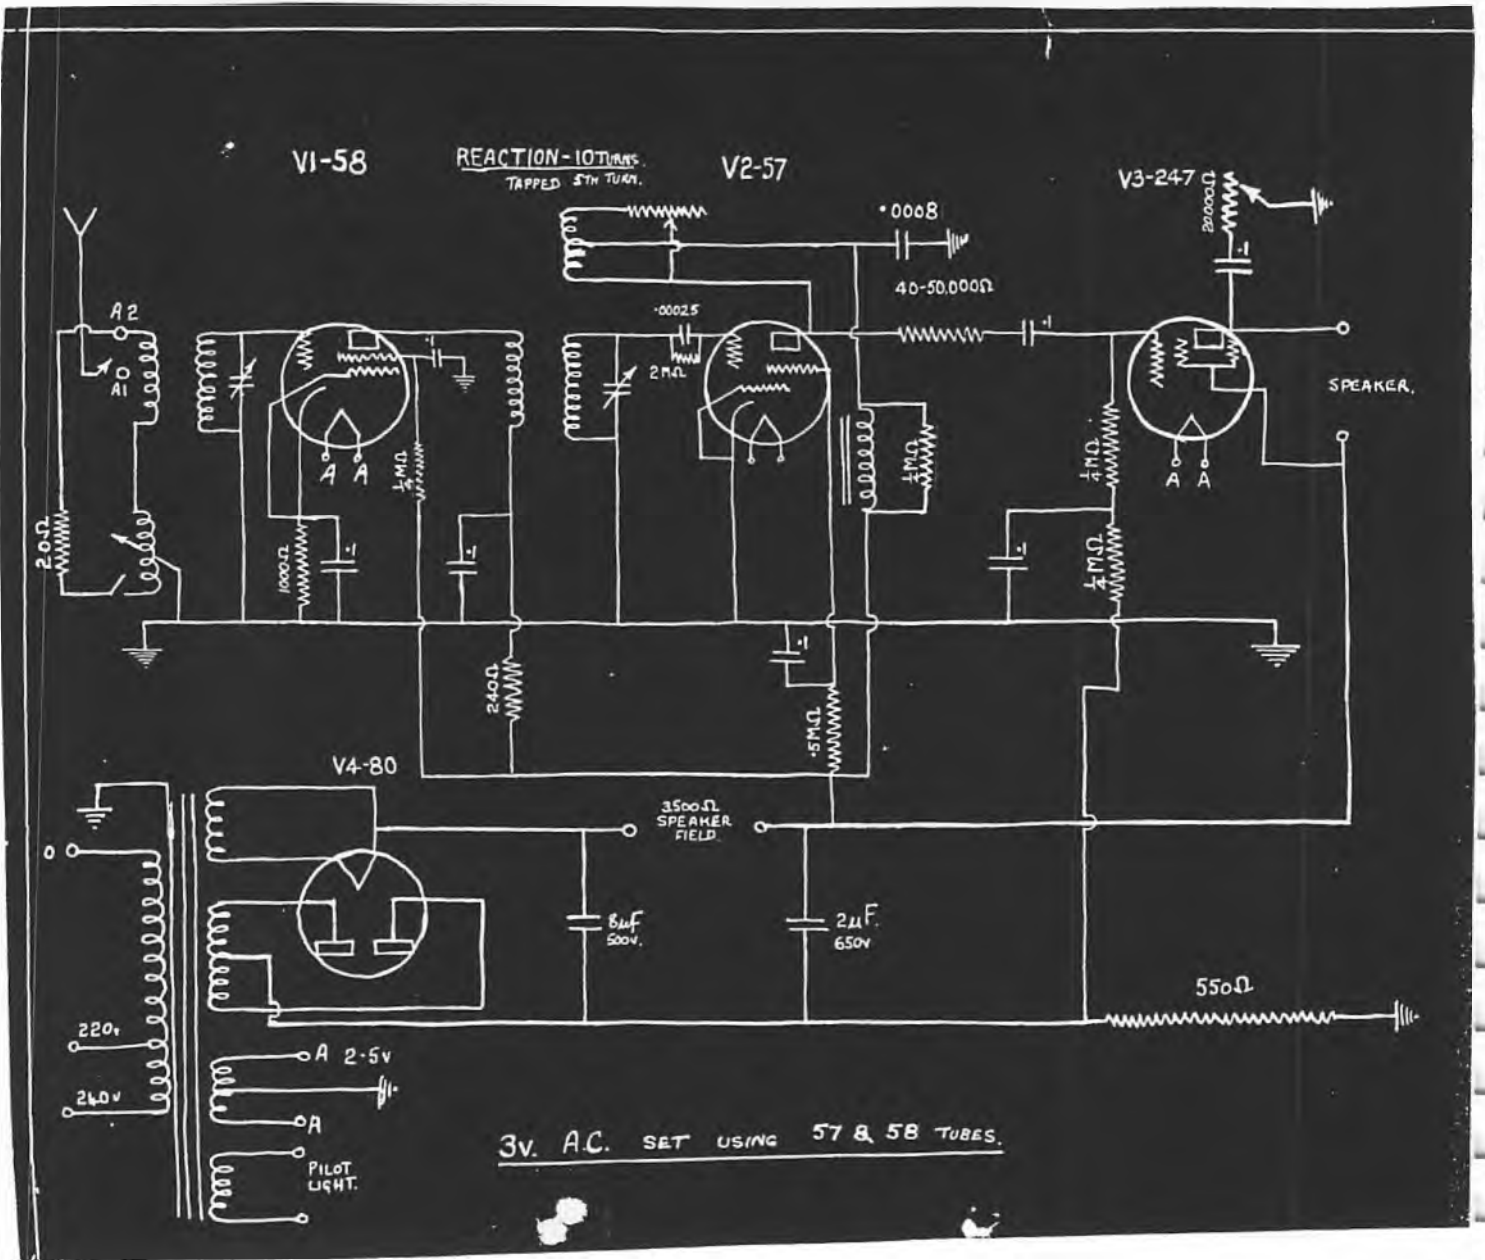 V1-58
REACTION-10 TURNS.
TAPPED 5TH TURN.
V2-57
V3-247
20000Ω
.1
.0008
40-50,000Ω
.1
A2
A1
.1
.00025
2MΩ
SPEAKER.
A A
¼MΩ
¼MΩ
¼MΩ
A A
20Ω
1000Ω
.1
.1
.1
¼MΩ
.1
240Ω
.5MΩ
V4-80
3500Ω
SPEAKER
FIELD.
0
8µF
500v.
2µF.
650v
550Ω
220v
240v
A 2.5v
A
PILOT
LIGHT.
3v. A.C. SET USING 57 & 58 TUBES.